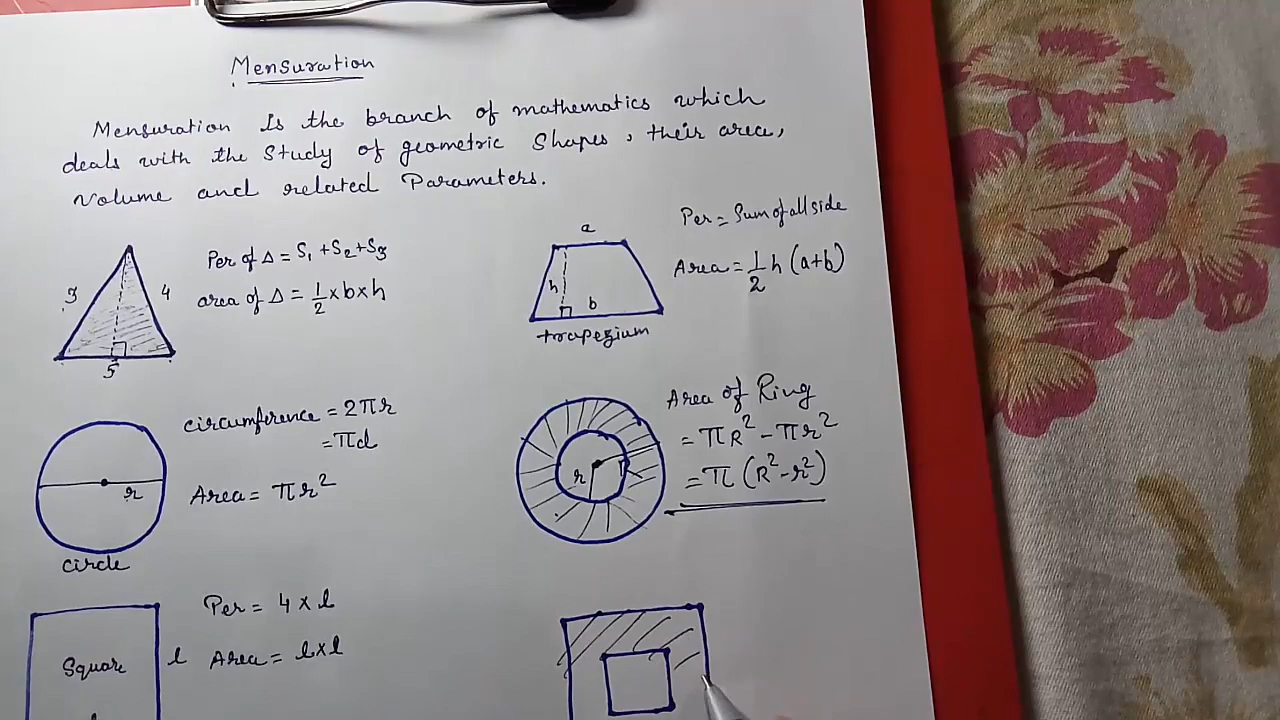 Mensuration
Mensuration Is the branch of mathematics which
deals with the study of geometric shapes, their area,
volume and related Parameters.
3
4
5
Per of Δ = S₁ + S₂ + S₃
area of Δ = 1/2 × b × h
a
h
b
trapezium
Per = Sum of all side
Area = 1/2 h (a+b)
r
circle
circumference = 2πr
= πd
Area = πr²
r
R
Area of Ring
= πR² - πr²
= π (R² - r²)
Square
l
Per = 4 × l
Area = l × l